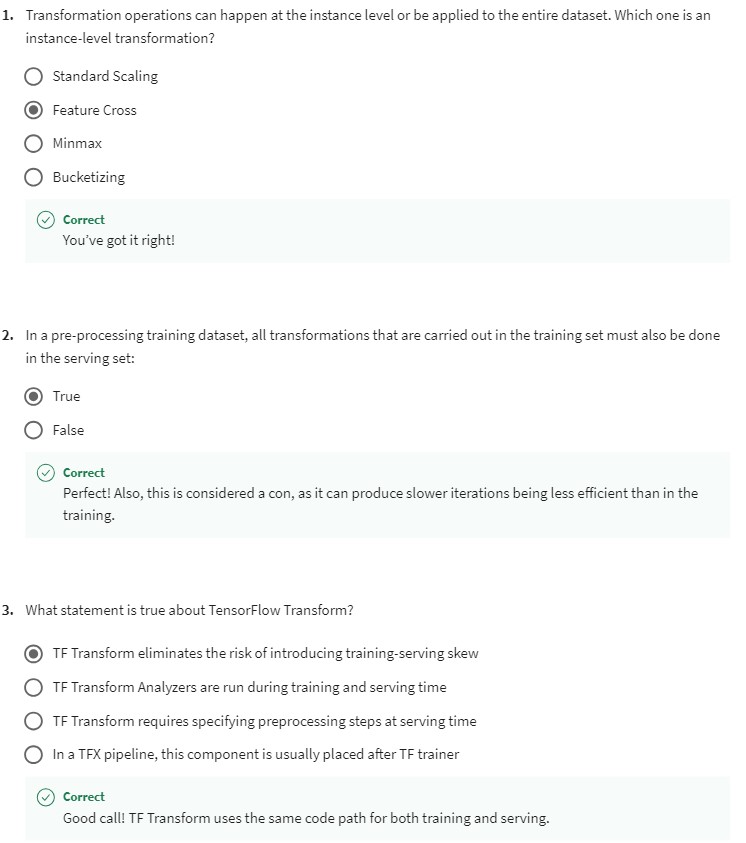 1. Transformation operations can happen at the instance level or be applied to the entire dataset. Which one is an
instance-level transformation?
Standard Scaling
Feature Cross
Minmax
Bucketizing
Correct
You've got it right!
2. In a pre-processing training dataset, all transformations that are carried out in the training set must also be done
in the serving set:
True
False
Correct
Perfect! Also, this is considered a con, as it can produce slower iterations being less efficient than in the
training.
3. What statement is true about TensorFlow Transform?
TF Transform eliminates the risk of introducing training-serving skew
TF Transform Analyzers are run during training and serving time
TF Transform requires specifying preprocessing steps at serving time
In a TFX pipeline, this component is usually placed after TF trainer
Correct
Good call! TF Transform uses the same code path for both training and serving.